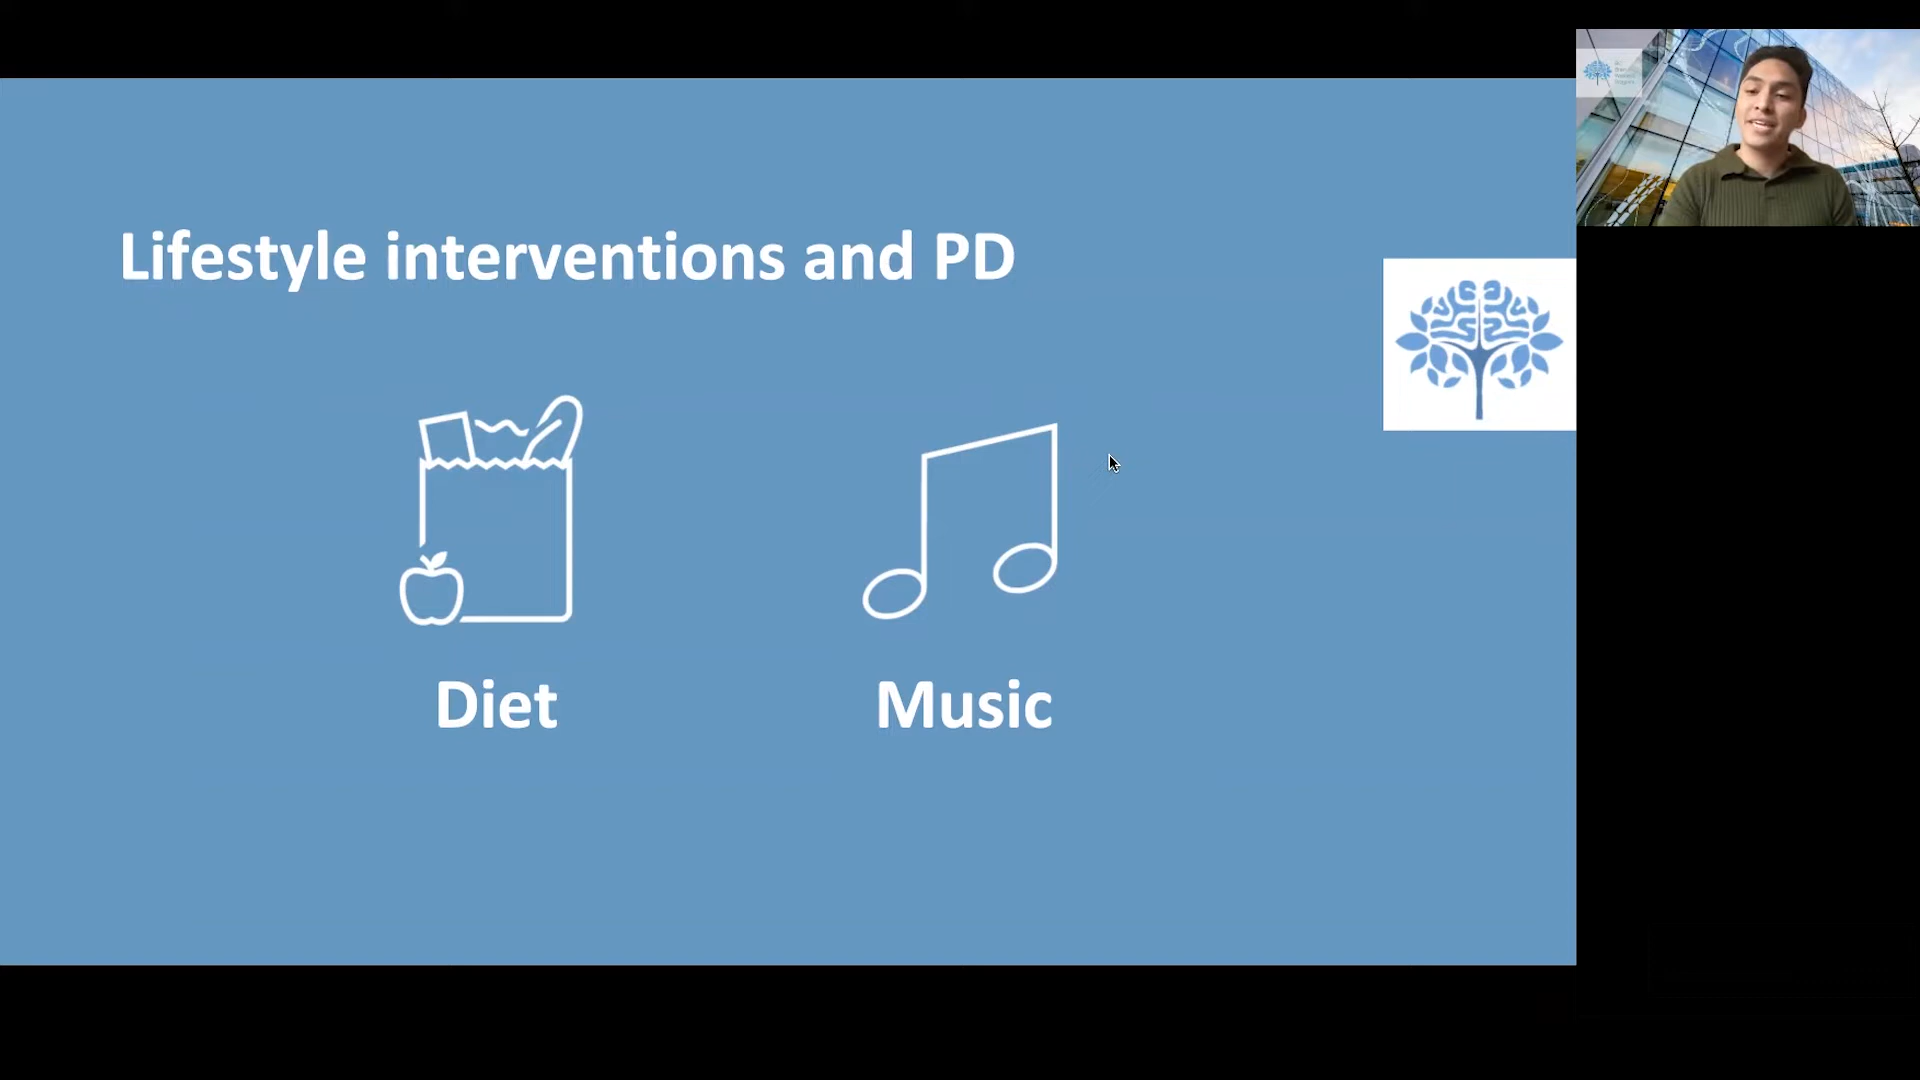 Lifestyle interventions and PD
Diet
Music